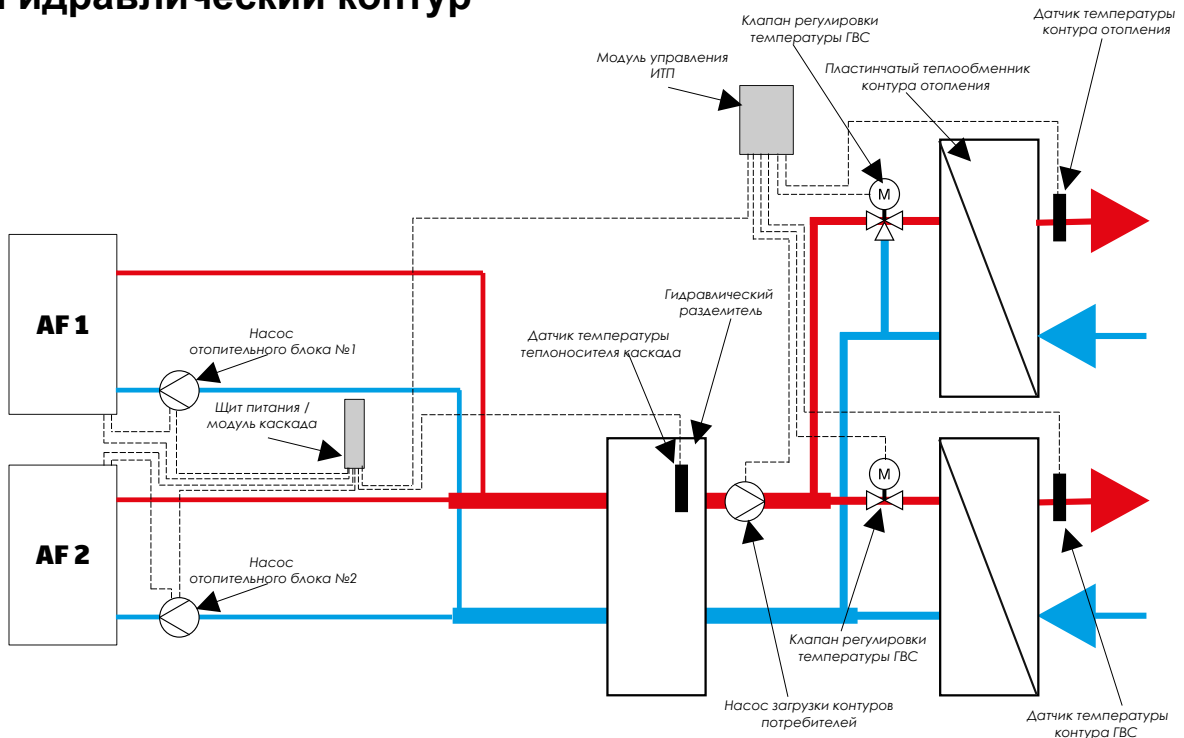 Гидравлический контур
Клапан регулировки
температуры ГВС
Датчик температуры
контура отопления
Модуль управления
ИТП
Пластинчатый теплообменник
контура отопления
M
Гидравлический
разделитель
AF 1
Насос
отопительного блока №1
Датчик температуры
теплоносителя каскада
Щит питания /
модуль каскада
M
AF 2
Насос
отопительного блока №2
Клапан регулировки
температуры ГВС
Насос загрузки контуров
потребителей
Датчик температуры
контура ГВС